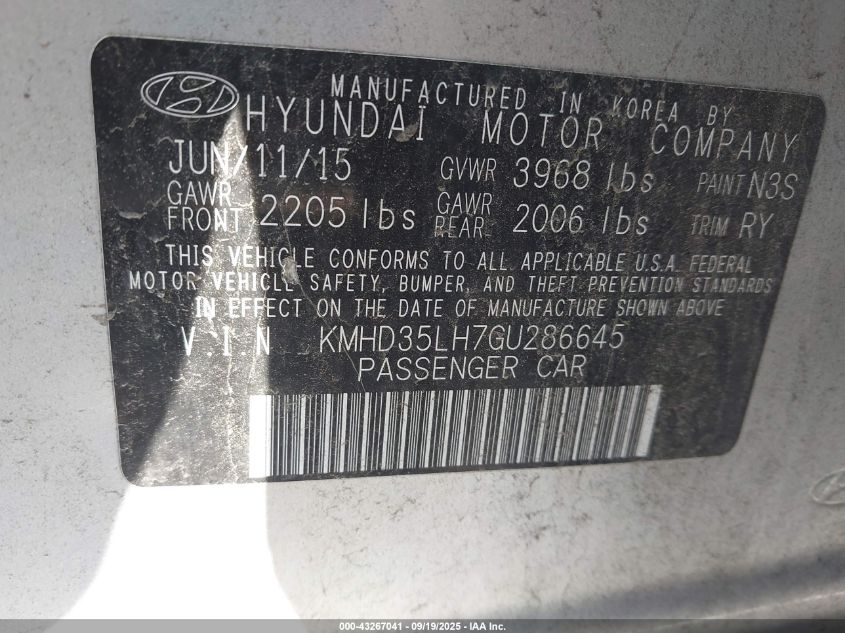 MANUFACTURED IN KOREA BY
HYUNDAI MOTOR COMPANY
JUN/11/15 GVWR 3968 lbs PAINT N3S
GAWR FRONT 2205 lbs GAWR REAR 2006 lbs TRIM RY
THIS VEHICLE CONFORMS TO ALL APPLICABLE U.S.A. FEDERAL
MOTOR VEHICLE SAFETY, BUMPER, AND THEFT PREVENTION STANDARDS
IN EFFECT ON THE DATE OF MANUFACTURE SHOWN ABOVE
V.I.N KMHD35LH7GU286645
PASSENGER CAR
000-43267041 - 09/19/2025 - IAA Inc.